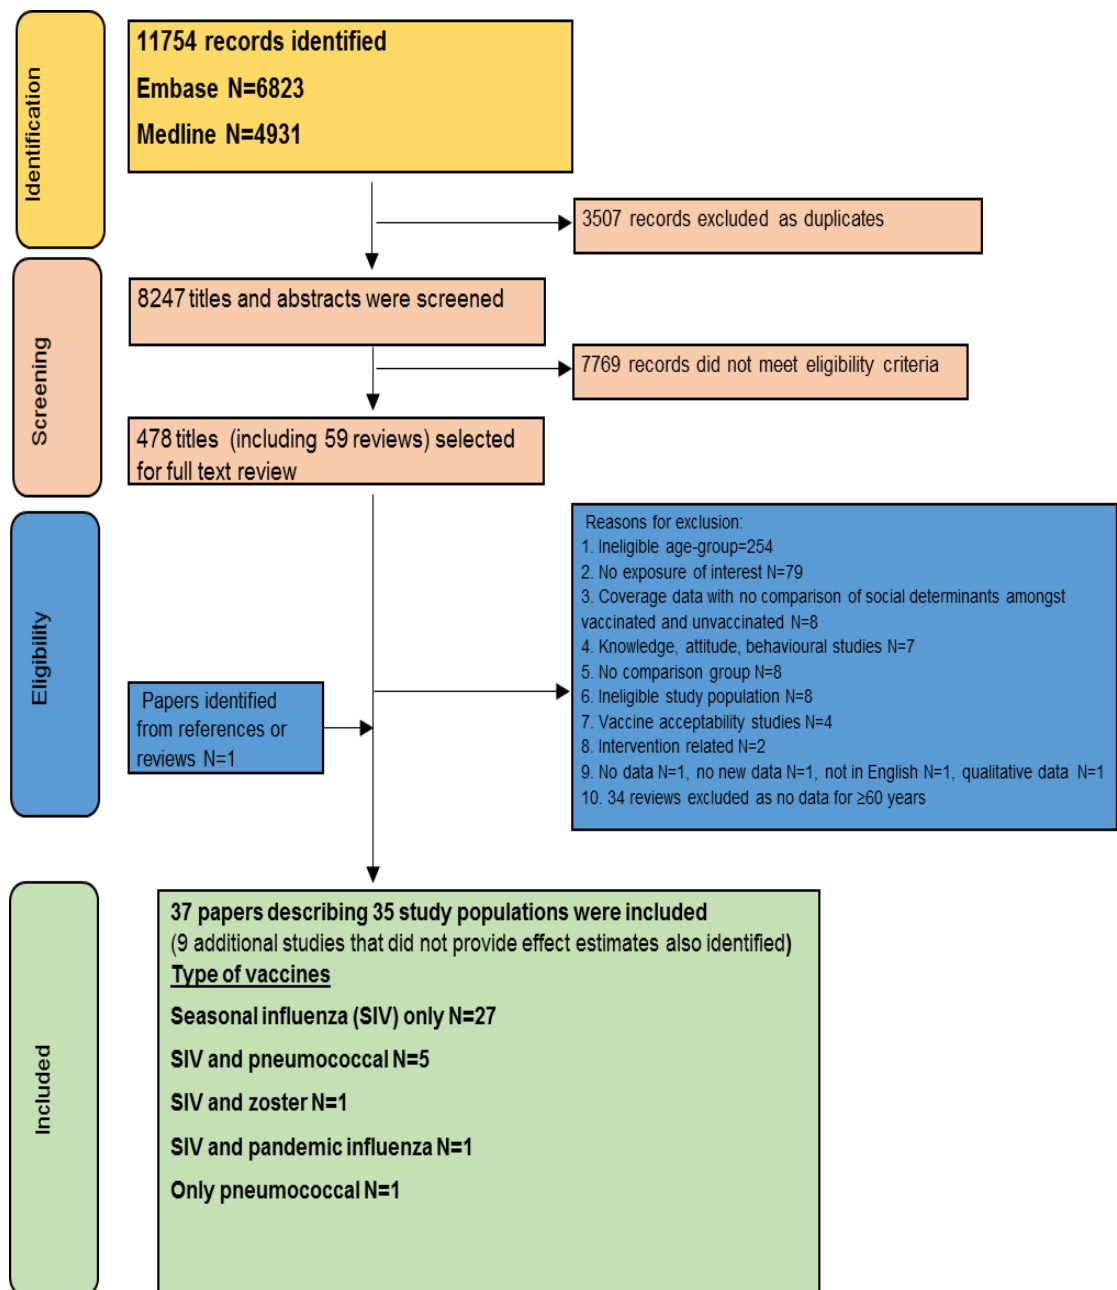 Identification
11754 records identified
Embase N=6823
Medline N=4931
3507 records excluded as duplicates
Screening
8247 titles and abstracts were screened
7769 records did not meet eligibility criteria
478 titles (including 59 reviews) selected
for full text review
Eligibility
Reasons for exclusion:
1. Ineligible age-group=254
2. No exposure of interest N=79
3. Coverage data with no comparison of social determinants amongst
vaccinated and unvaccinated N=8
4. Knowledge, attitude, behavioural studies N=7
5. No comparison group N=8
6. Ineligible study population N=8
7. Vaccine acceptability studies N=4
8. Intervention related N=2
9. No data N=1, no new data N=1, not in English N=1, qualitative data N=1
10. 34 reviews excluded as no data for ≥60 years
Papers identified
from references or
reviews N=1
Included
37 papers describing 35 study populations were included
(9 additional studies that did not provide effect estimates also identified)
Type of vaccines
Seasonal influenza (SIV) only N=27
SIV and pneumococcal N=5
SIV and zoster N=1
SIV and pandemic influenza N=1
Only pneumococcal N=1